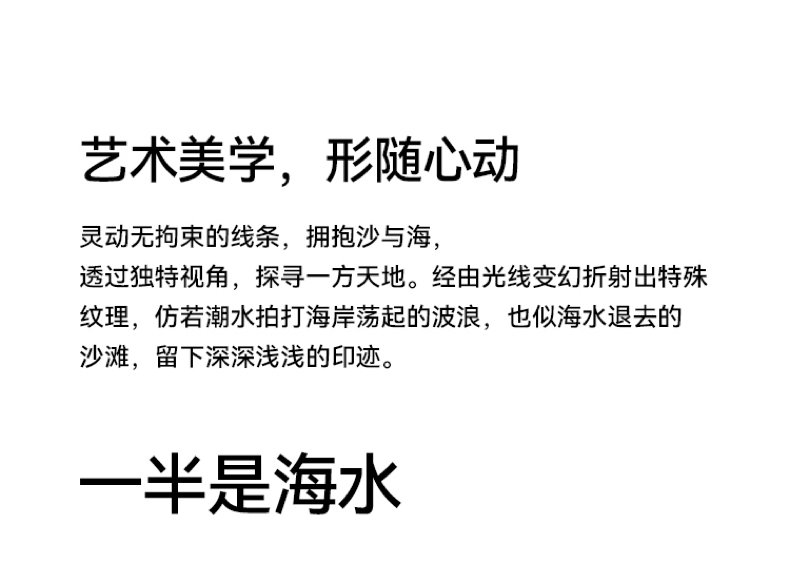 艺术美学，形随心动
灵动无拘束的线条，拥抱沙与海，
透过独特视角，探寻一方天地。经由光线变幻折射出特殊
纹理，仿若潮水拍打海岸荡起的波浪，也似海水退去的
沙滩，留下深深浅浅的印迹。
一半是海水